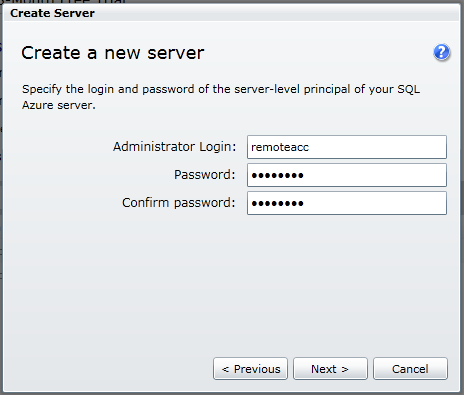 Create Server
Create a new server
?
Specify the login and password of the server-level principal of your SQL
Azure server.
Administrator Login: remoteacc
Password: ●●●●●●●●
Confirm password: ●●●●●●●●
< Previous Next > Cancel